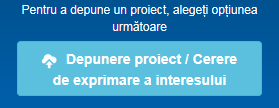 Pentru a depune un proiect, alegeți opțiunea
următoare
Depunere proiect / Cerere
de exprimare a interesului